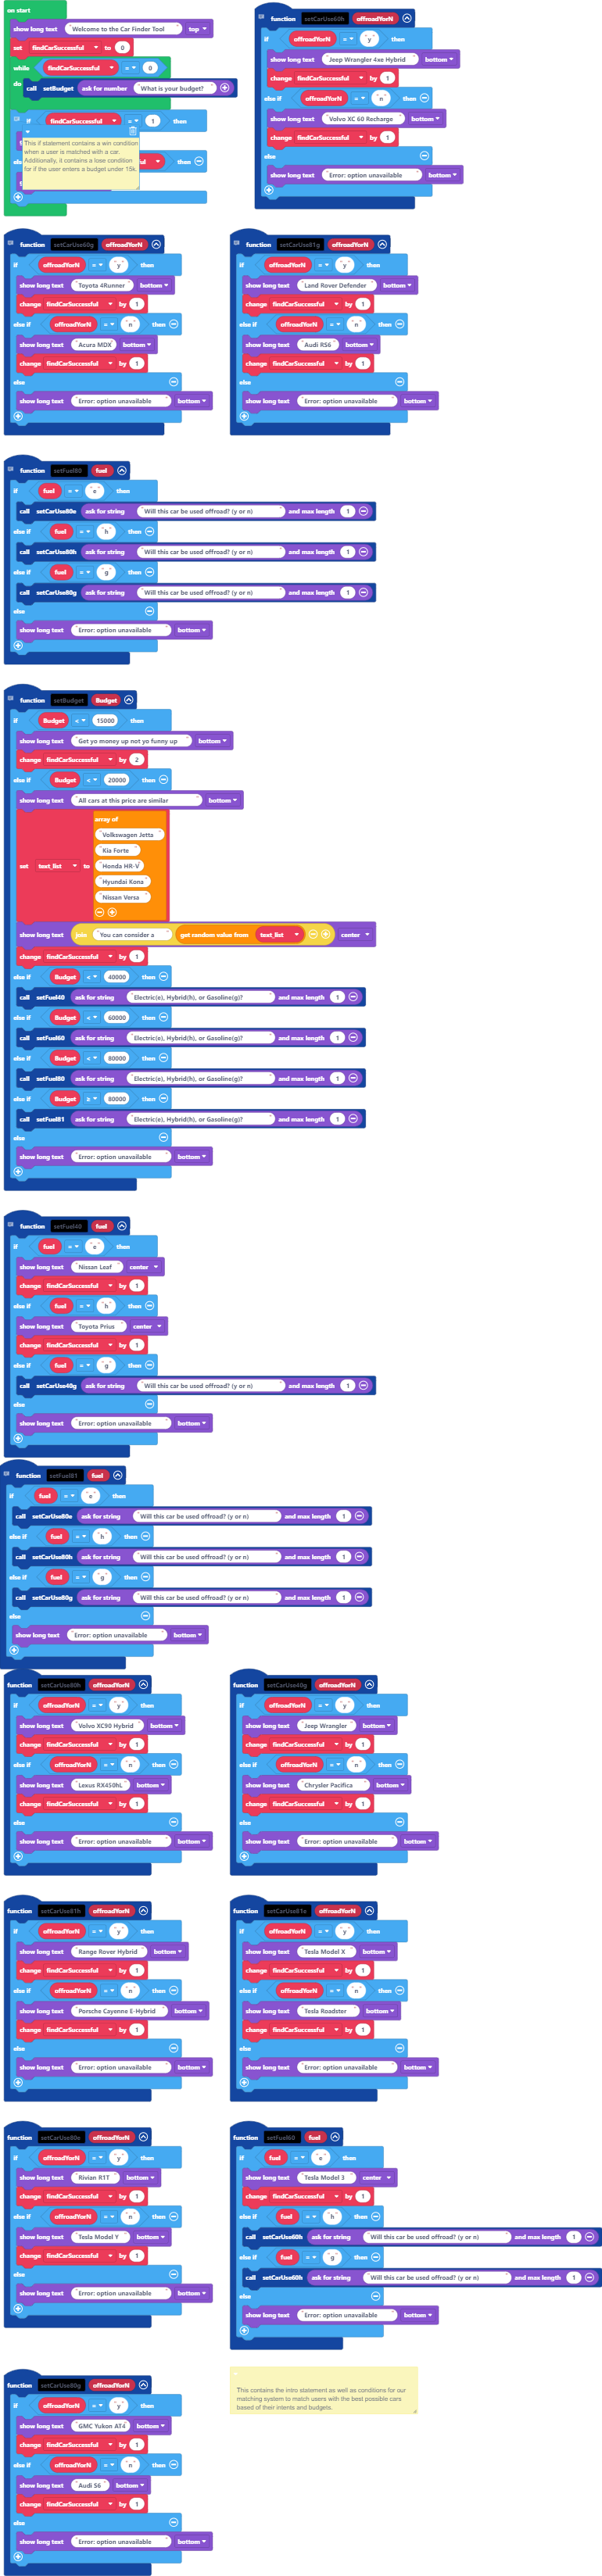 on start
show long text "Welcome to the Car Finder Tool" top
set findCarSuccessful to 0
while findCarSuccessful = 0
do call setBudget ask for number "What is your budget?"
if findCarSuccessful = 1 then
This if statement contains a win condition
when a user is matched with a car.
Additionally, it contains a lose condition
for if the user enters a budget under 15k.
then
function setCarUse60h offroadYorN
if offroadYorN = "y" then
show long text "Jeep Wrangler 4xe Hybrid" bottom
change findCarSuccessful by 1
else if offroadYorN = "n" then
show long text "Volvo XC 60 Recharge" bottom
change findCarSuccessful by 1
else
show long text "Error: option unavailable" bottom
function setCarUse60g offroadYorN
if offroadYorN = "y" then
show long text "Toyota 4Runner" bottom
change findCarSuccessful by 1
else if offroadYorN = "n" then
show long text "Acura MDX" bottom
change findCarSuccessful by 1
else
show long text "Error: option unavailable" bottom
function setCarUse81g offroadYorN
if offroadYorN = "y" then
show long text "Land Rover Defender" bottom
change findCarSuccessful by 1
else if offroadYorN = "n" then
show long text "Audi RS6" bottom
change findCarSuccessful by 1
else
show long text "Error: option unavailable" bottom
function setFuel80 fuel
if fuel = "e" then
call setCarUse80e ask for string "Will this car be used offroad? (y or n)" and max length 1
else if fuel = "h" then
call setCarUse80h ask for string "Will this car be used offroad? (y or n)" and max length 1
else if fuel = "g" then
call setCarUse80g ask for string "Will this car be used offroad? (y or n)" and max length 1
else
show long text "Error: option unavailable" bottom
function setBudget Budget
if Budget < 15000 then
show long text "Get yo money up not yo funny up" bottom
change findCarSuccessful by 2
else if Budget < 20000 then
show long text "All cars at this price are similar" bottom
array of
"Volkswagen Jetta"
"Kia Forte"
set text_list to "Honda HR-V"
"Hyundai Kona"
"Nissan Versa"
show long text join "You can consider a" get random value from text_list center
change findCarSuccessful by 1
else if Budget < 40000 then
call setFuel40 ask for string "Electric(e), Hybrid(h), or Gasoline(g)?" and max length 1
else if Budget < 60000 then
call setFuel60 ask for string "Electric(e), Hybrid(h), or Gasoline(g)?" and max length 1
else if Budget < 80000 then
call setFuel80 ask for string "Electric(e), Hybrid(h), or Gasoline(g)?" and max length 1
else if Budget ≥ 80000 then
call setFuel81 ask for string "Electric(e), Hybrid(h), or Gasoline(g)?" and max length 1
else
show long text "Error: option unavailable" bottom
function setFuel40 fuel
if fuel = "e" then
show long text "Nissan Leaf" center
change findCarSuccessful by 1
else if fuel = "h" then
show long text "Toyota Prius" center
change findCarSuccessful by 1
else if fuel = "g" then
call setCarUse40g ask for string "Will this car be used offroad? (y or n)" and max length 1
else
show long text "Error: option unavailable" bottom
function setFuel81 fuel
if fuel = "e" then
call setCarUse80e ask for string "Will this car be used offroad? (y or n)" and max length 1
else if fuel = "h" then
call setCarUse80h ask for string "Will this car be used offroad? (y or n)" and max length 1
else if fuel = "g" then
call setCarUse80g ask for string "Will this car be used offroad? (y or n)" and max length 1
else
show long text "Error: option unavailable" bottom
function setCarUse80h offroadYorN
if offroadYorN = "y" then
show long text "Volvo XC90 Hybrid" bottom
change findCarSuccessful by 1
else if offroadYorN = "n" then
show long text "Lexus RX450hL" bottom
change findCarSuccessful by 1
else
show long text "Error: option unavailable" bottom
function setCarUse40g offroadYorN
if offroadYorN = "y" then
show long text "Jeep Wrangler" bottom
change findCarSuccessful by 1
else if offroadYorN = "n" then
show long text "Chrysler Pacifica" bottom
change findCarSuccessful by 1
else
show long text "Error: option unavailable" bottom
function setCarUse81h offroadYorN
if offroadYorN = "y" then
show long text "Range Rover Hybrid" bottom
change findCarSuccessful by 1
else if offroadYorN = "n" then
show long text "Porsche Cayenne E-Hybrid" bottom
change findCarSuccessful by 1
else
show long text "Error: option unavailable" bottom
function setCarUse81e offroadYorN
if offroadYorN = "y" then
show long text "Tesla Model X" bottom
change findCarSuccessful by 1
else if offroadYorN = "n" then
show long text "Tesla Roadster" bottom
change findCarSuccessful by 1
else
show long text "Error: option unavailable" bottom
function setCarUse80e offroadYorN
if offroadYorN = "y" then
show long text "Rivian R1T" bottom
change findCarSuccessful by 1
else if offroadYorN = "n" then
show long text "Tesla Model Y" bottom
change findCarSuccessful by 1
else
show long text "Error: option unavailable" bottom
function setFuel60 fuel
if fuel = "e" then
show long text "Tesla Model 3" center
change findCarSuccessful by 1
else if fuel = "h" then
call setCarUse60h ask for string "Will this car be used offroad? (y or n)" and max length 1
else if fuel = "g" then
call setCarUse60h ask for string "Will this car be used offroad? (y or n)" and max length 1
else
show long text "Error: option unavailable" bottom
function setCarUse80g offroadYorN
if offroadYorN = "y" then
show long text "GMC Yukon AT4" bottom
change findCarSuccessful by 1
else if offroadYorN = "n" then
show long text "Audi S6" bottom
change findCarSuccessful by 1
else
show long text "Error: option unavailable" bottom
This contains the intro statement as well as conditions for our
matching system to match users with the best possible cars
based of their intents and budgets.